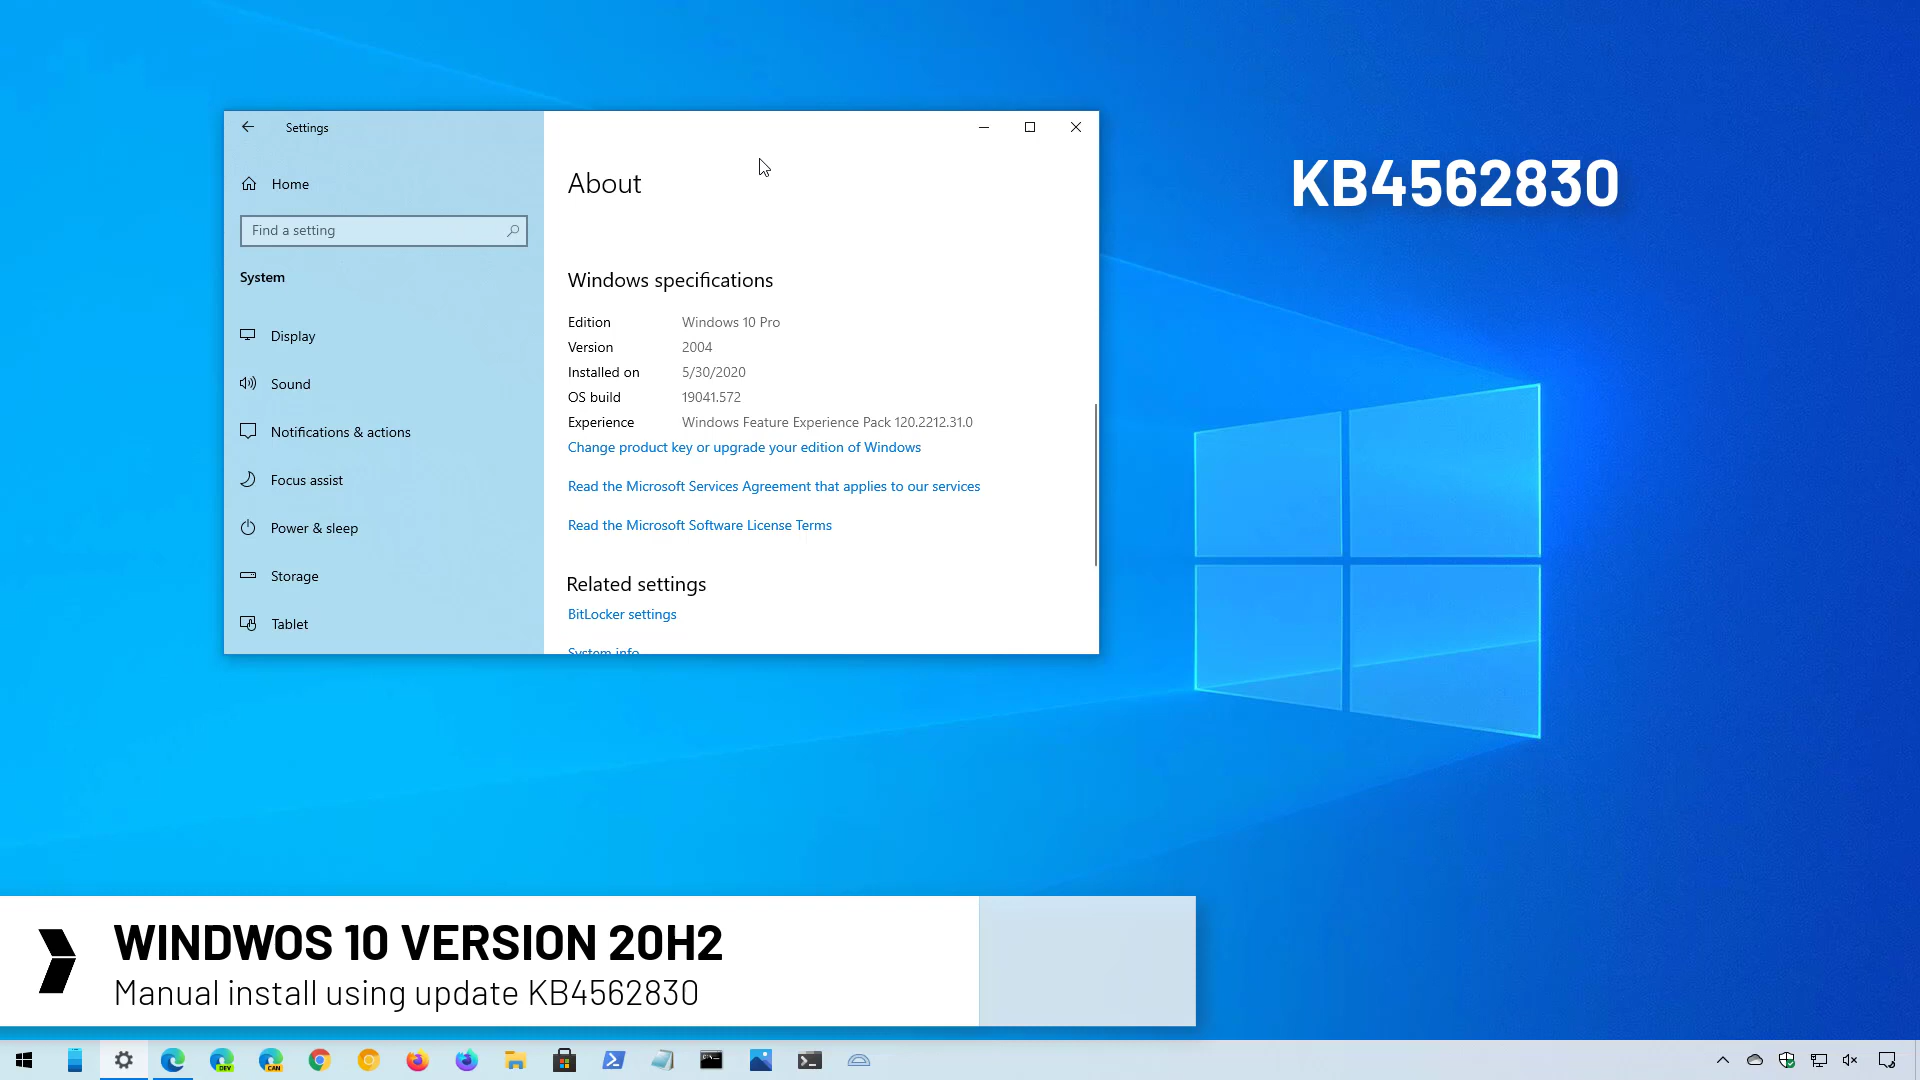 Settings
Home
Find a setting
System
Display
Sound
Notifications & actions
Focus assist
Power & sleep
Storage
Tablet
About
Windows specifications
Edition Windows 10 Pro
Version 2004
Installed on 5/30/2020
OS build 19041.572
Experience Windows Feature Experience Pack 120.2212.31.0
Change product key or upgrade your edition of Windows
Read the Microsoft Services Agreement that applies to our services
Read the Microsoft Software License Terms
Related settings
BitLocker settings
System info
KB4562830
WINDWOS 10 VERSION 20H2
Manual install using update KB4562830
DEV
CAN